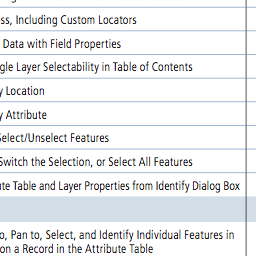 ss, Including Custom Locators
Data with Field Properties
gle Layer Selectability in Table of Contents
y Location
y Attribute
Select/Unselect Features
Switch the Selection, or Select All Features
te Table and Layer Properties from Identify Dialog Box
o, Pan to, Select, and Identify Individual Features in
on a Record in the Attribute Table